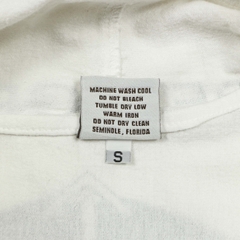 MACHINE WASH COOL
DO NOT BLEACH
TUMBLE DRY LOW
WARM IRON
DO NOT DRY CLEAN
SEMINOLE, FLORIDA
S